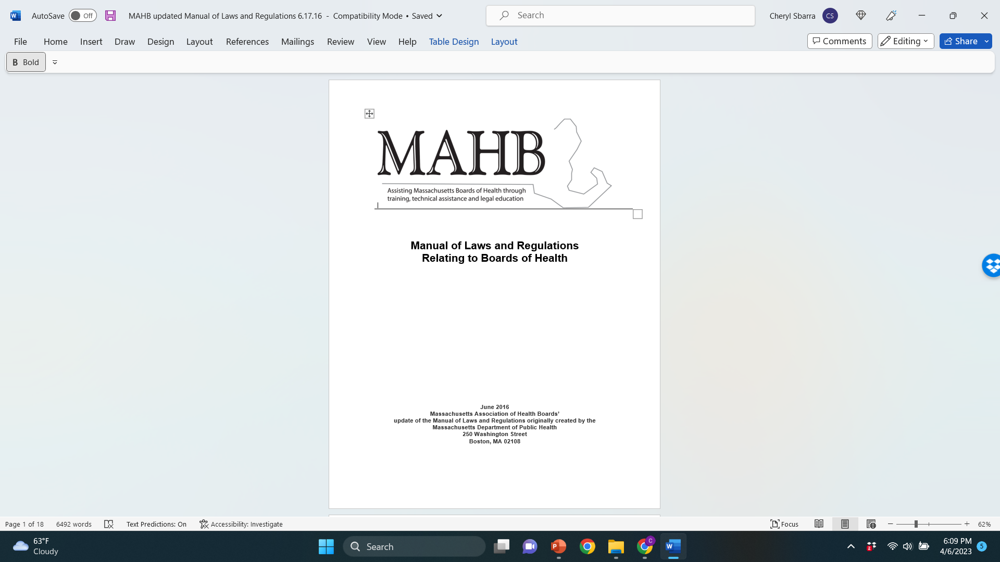 AutoSave Off MAHB updated Manual of Laws and Regulations 6.17.16 - Compatibility Mode • Saved Search Cheryl Sbarra CS
File Home Insert Draw Design Layout References Mailings Review View Help Table Design Layout Comments Editing Share
B Bold
MAHB
Assisting Massachusetts Boards of Health through
training, technical assistance and legal education
Manual of Laws and Regulations
Relating to Boards of Health
June 2016
Massachusetts Association of Health Boards'
update of the Manual of Laws and Regulations originally created by the
Massachusetts Department of Public Health
250 Washington Street
Boston, MA 02108
Page 1 of 18 6492 words Text Predictions: On Accessibility: Investigate Focus 62%
63°F
Cloudy
Search
6:09 PM
4/6/2023
5
2
C
P
W
W